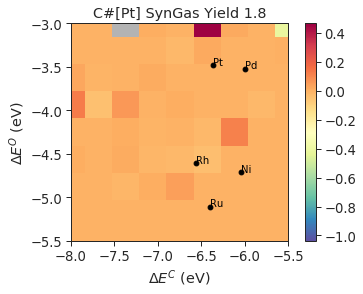 C#[Pt] SynGas Yield 1.8
−3.0
−3.5
−4.0
−4.5
−5.0
−5.5
ΔE^O (eV)
Pt
Pd
Rh
Ni
Ru
−8.0 −7.5 −7.0 −6.5 −6.0 −5.5
ΔE^C (eV)
0.4
0.2
0.0
−0.2
−0.4
−0.6
−0.8
−1.0